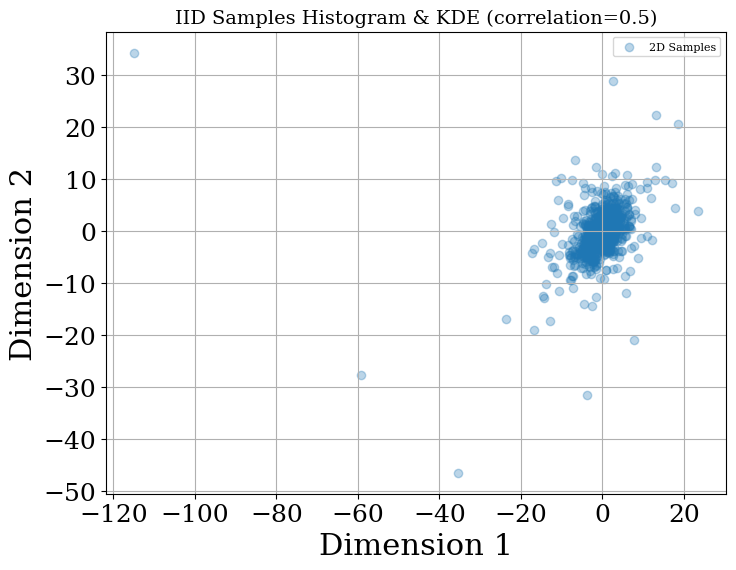 IID Samples Histogram & KDE (correlation=0.5)
2D Samples
30
20
10
0
−10
−20
−30
−40
−50
Dimension 2
−120 −100 −80 −60 −40 −20 0 20
Dimension 1